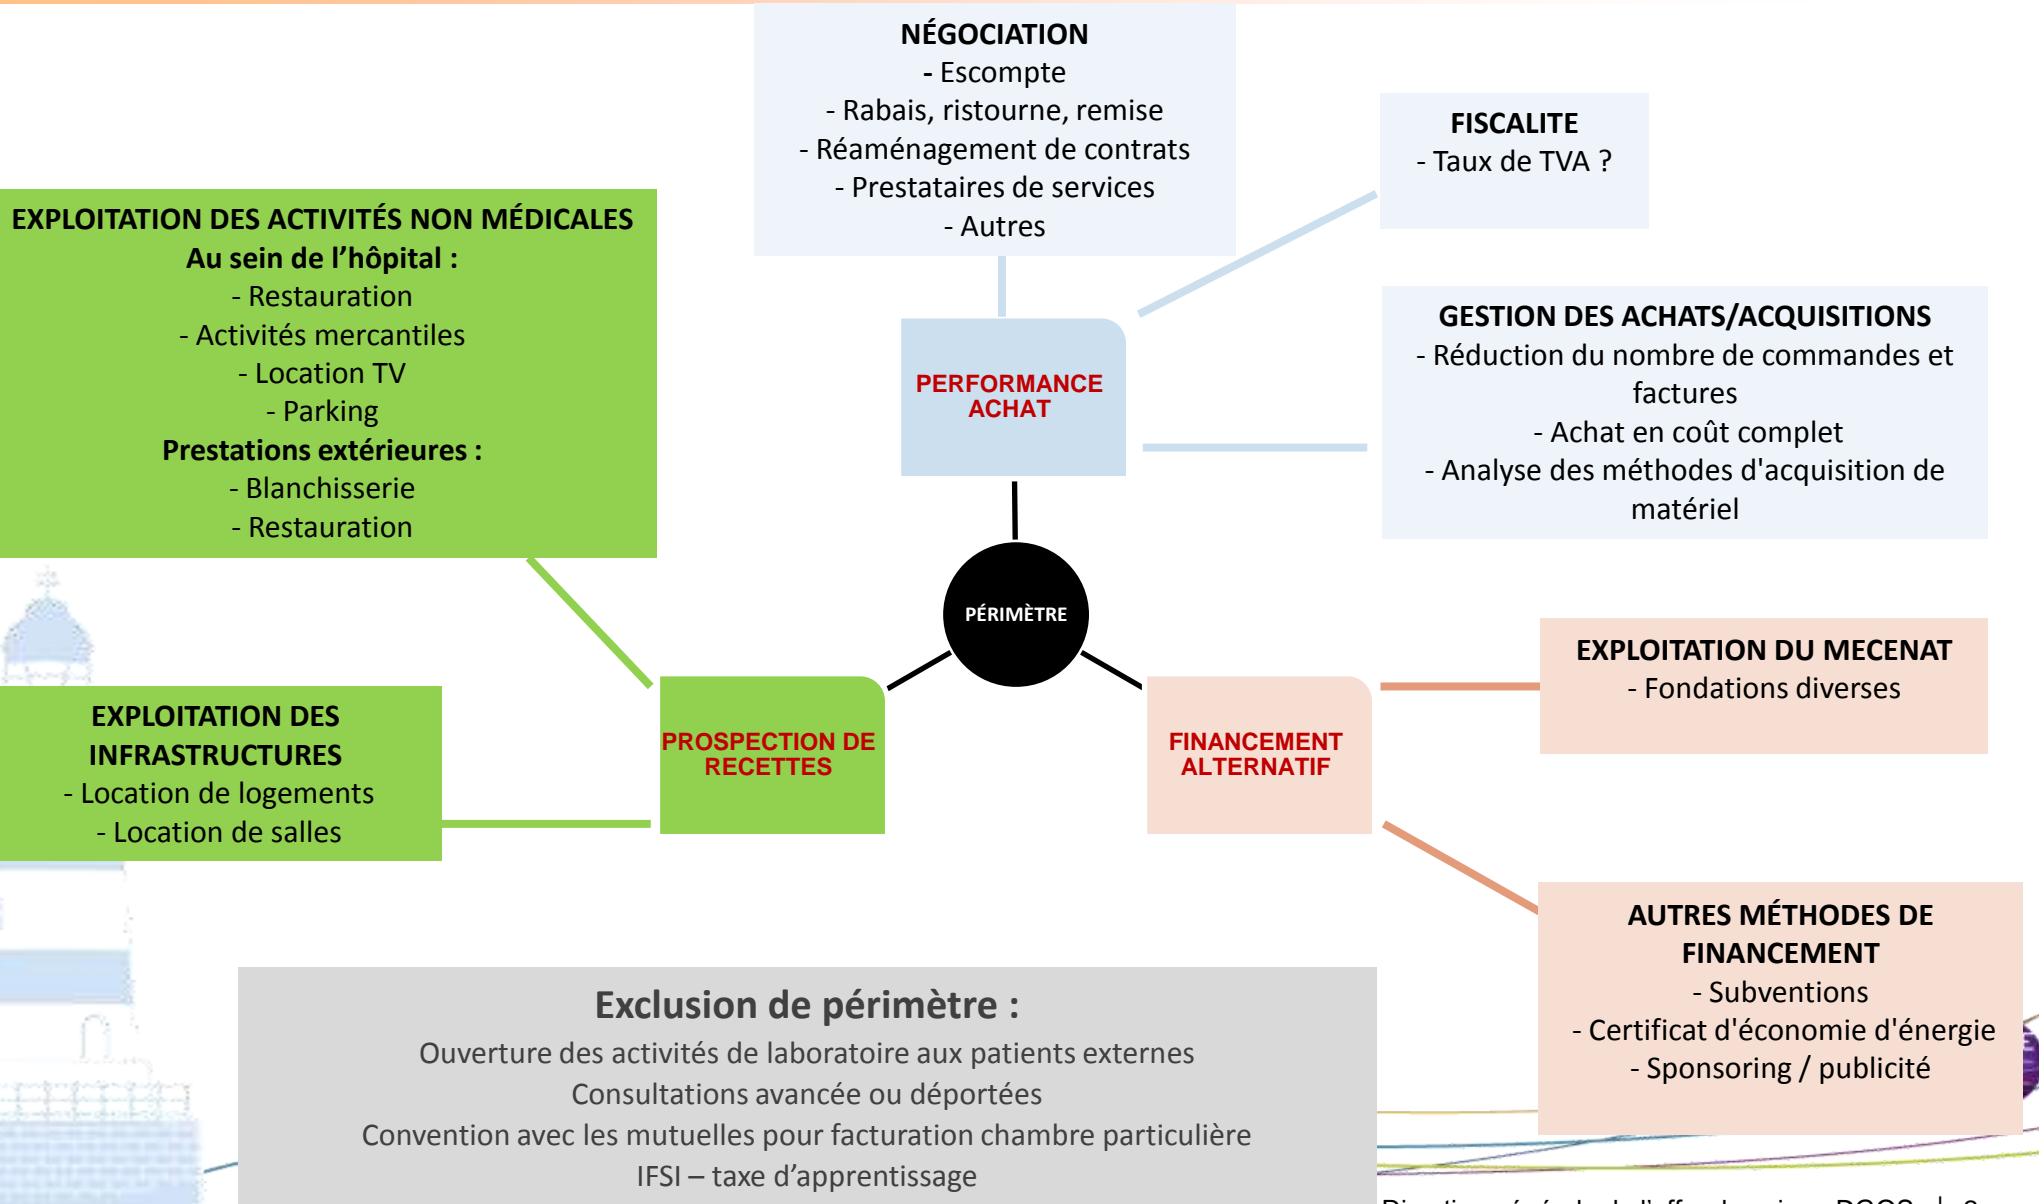 NÉGOCIATION
- Escompte
- Rabais, ristourne, remise
- Réaménagement de contrats
- Prestataires de services
- Autres
FISCALITE
- Taux de TVA ?
EXPLOITATION DES ACTIVITÉS NON MÉDICALES
Au sein de l’hôpital :
- Restauration
- Activités mercantiles
- Location TV
- Parking
Prestations extérieures :
- Blanchisserie
- Restauration
GESTION DES ACHATS/ACQUISITIONS
- Réduction du nombre de commandes et
factures
- Achat en coût complet
- Analyse des méthodes d'acquisition de
matériel
PERFORMANCE
ACHAT
PÉRIMÈTRE
EXPLOITATION DU MECENAT
- Fondations diverses
EXPLOITATION DES
INFRASTRUCTURES
- Location de logements
- Location de salles
PROSPECTION DE
RECETTES
FINANCEMENT
ALTERNATIF
AUTRES MÉTHODES DE
FINANCEMENT
- Subventions
- Certificat d'économie d'énergie
- Sponsoring / publicité
Exclusion de périmètre :
Ouverture des activités de laboratoire aux patients externes
Consultations avancée ou déportées
Convention avec les mutuelles pour facturation chambre particulière
IFSI – taxe d’apprentissage